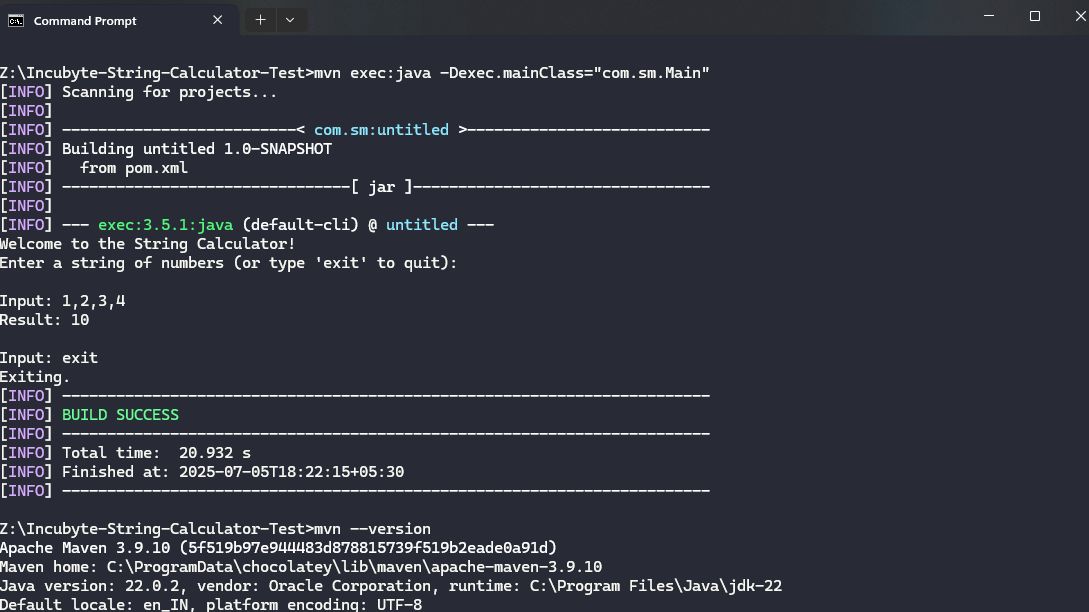 Command Prompt
Z:\Incubyte-String-Calculator-Test>mvn exec:java -Dexec.mainClass="com.sm.Main"
[INFO] Scanning for projects...
[INFO]
[INFO] --------------------------< com.sm:untitled >---------------------------
[INFO] Building untitled 1.0-SNAPSHOT
[INFO]   from pom.xml
[INFO] --------------------------------[ jar ]---------------------------------
[INFO]
[INFO] --- exec:3.5.1:java (default-cli) @ untitled ---
Welcome to the String Calculator!
Enter a string of numbers (or type 'exit' to quit):
Input: 1,2,3,4
Result: 10
Input: exit
Exiting.
[INFO] ------------------------------------------------------------------------
[INFO] BUILD SUCCESS
[INFO] ------------------------------------------------------------------------
[INFO] Total time:  20.932 s
[INFO] Finished at: 2025-07-05T18:22:15+05:30
[INFO] ------------------------------------------------------------------------
Z:\Incubyte-String-Calculator-Test>mvn --version
Apache Maven 3.9.10 (5f519b97e944483d878815739f519b2eade0a91d)
Maven home: C:\ProgramData\chocolatey\lib\maven\apache-maven-3.9.10
Java version: 22.0.2, vendor: Oracle Corporation, runtime: C:\Program Files\Java\jdk-22
Default locale: en_IN, platform encoding: UTF-8